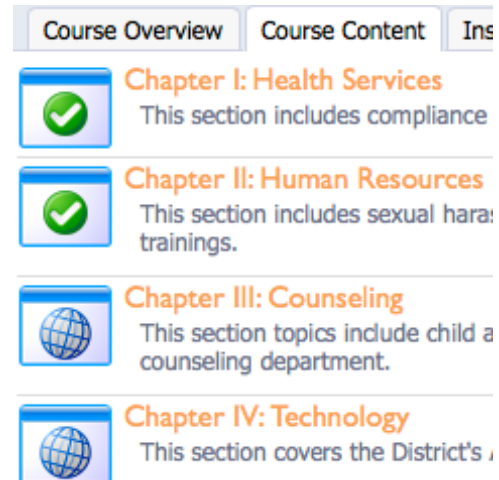 Course Overview Course Content Ins
Chapter I: Health Services
This section includes compliance
Chapter II: Human Resources
This section includes sexual haras
trainings.
Chapter III: Counseling
This section topics include child a
counseling department.
Chapter IV: Technology
This section covers the District's A